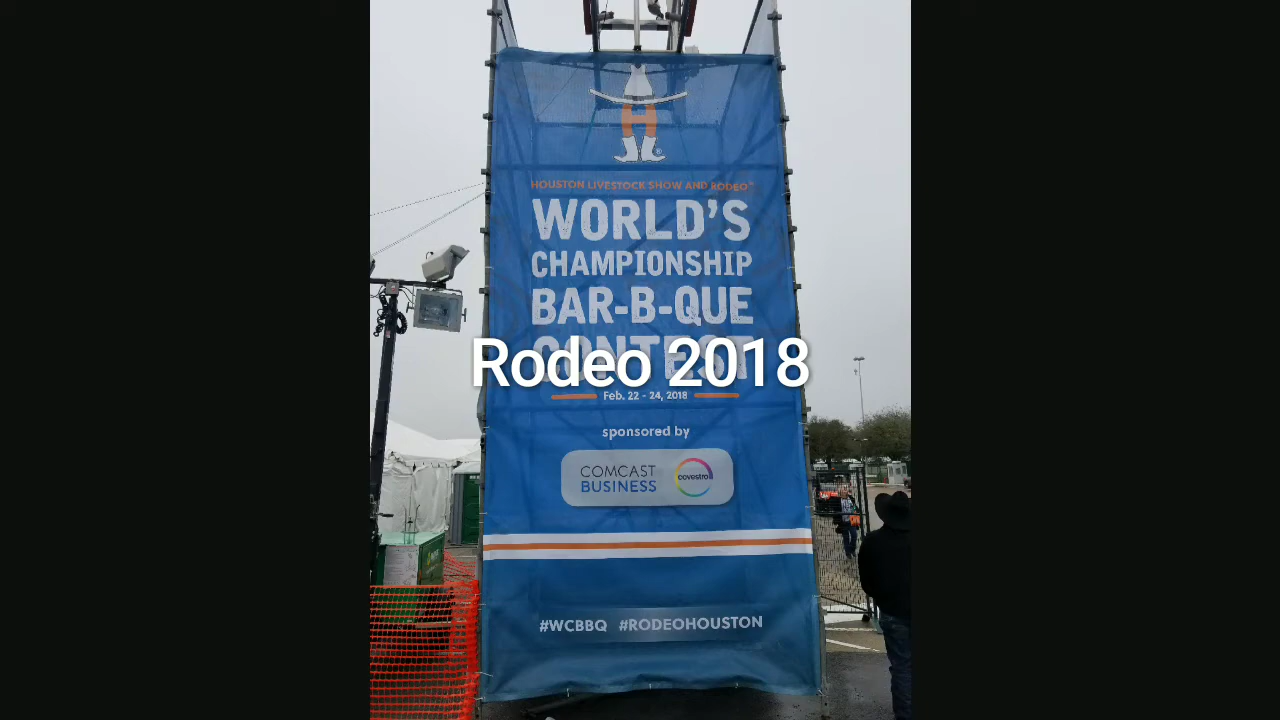 H
HOUSTON LIVESTOCK SHOW AND RODEO
WORLD'S
CHAMPIONSHIP
BAR-B-QUE
CONTEST
Rodeo 2018
Feb. 22 - 24, 2018
sponsored by
COMCAST
BUSINESS
covestro
#WCBBQ #RODEOHOUSTON